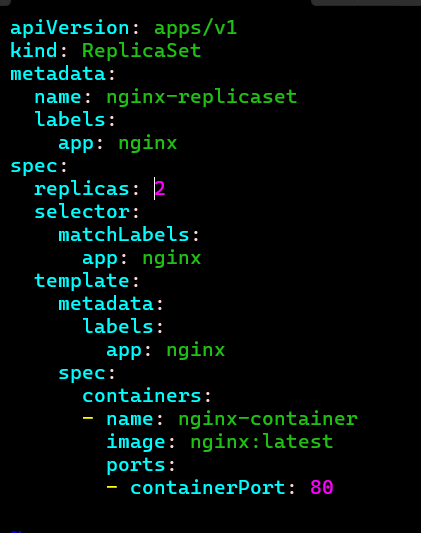 apiVersion: apps/v1
kind: ReplicaSet
metadata:
  name: nginx-replicaset
  labels:
    app: nginx
spec:
  replicas: 2
  selector:
    matchLabels:
      app: nginx
  template:
    metadata:
      labels:
        app: nginx
    spec:
      containers:
      - name: nginx-container
        image: nginx:latest
        ports:
        - containerPort: 80